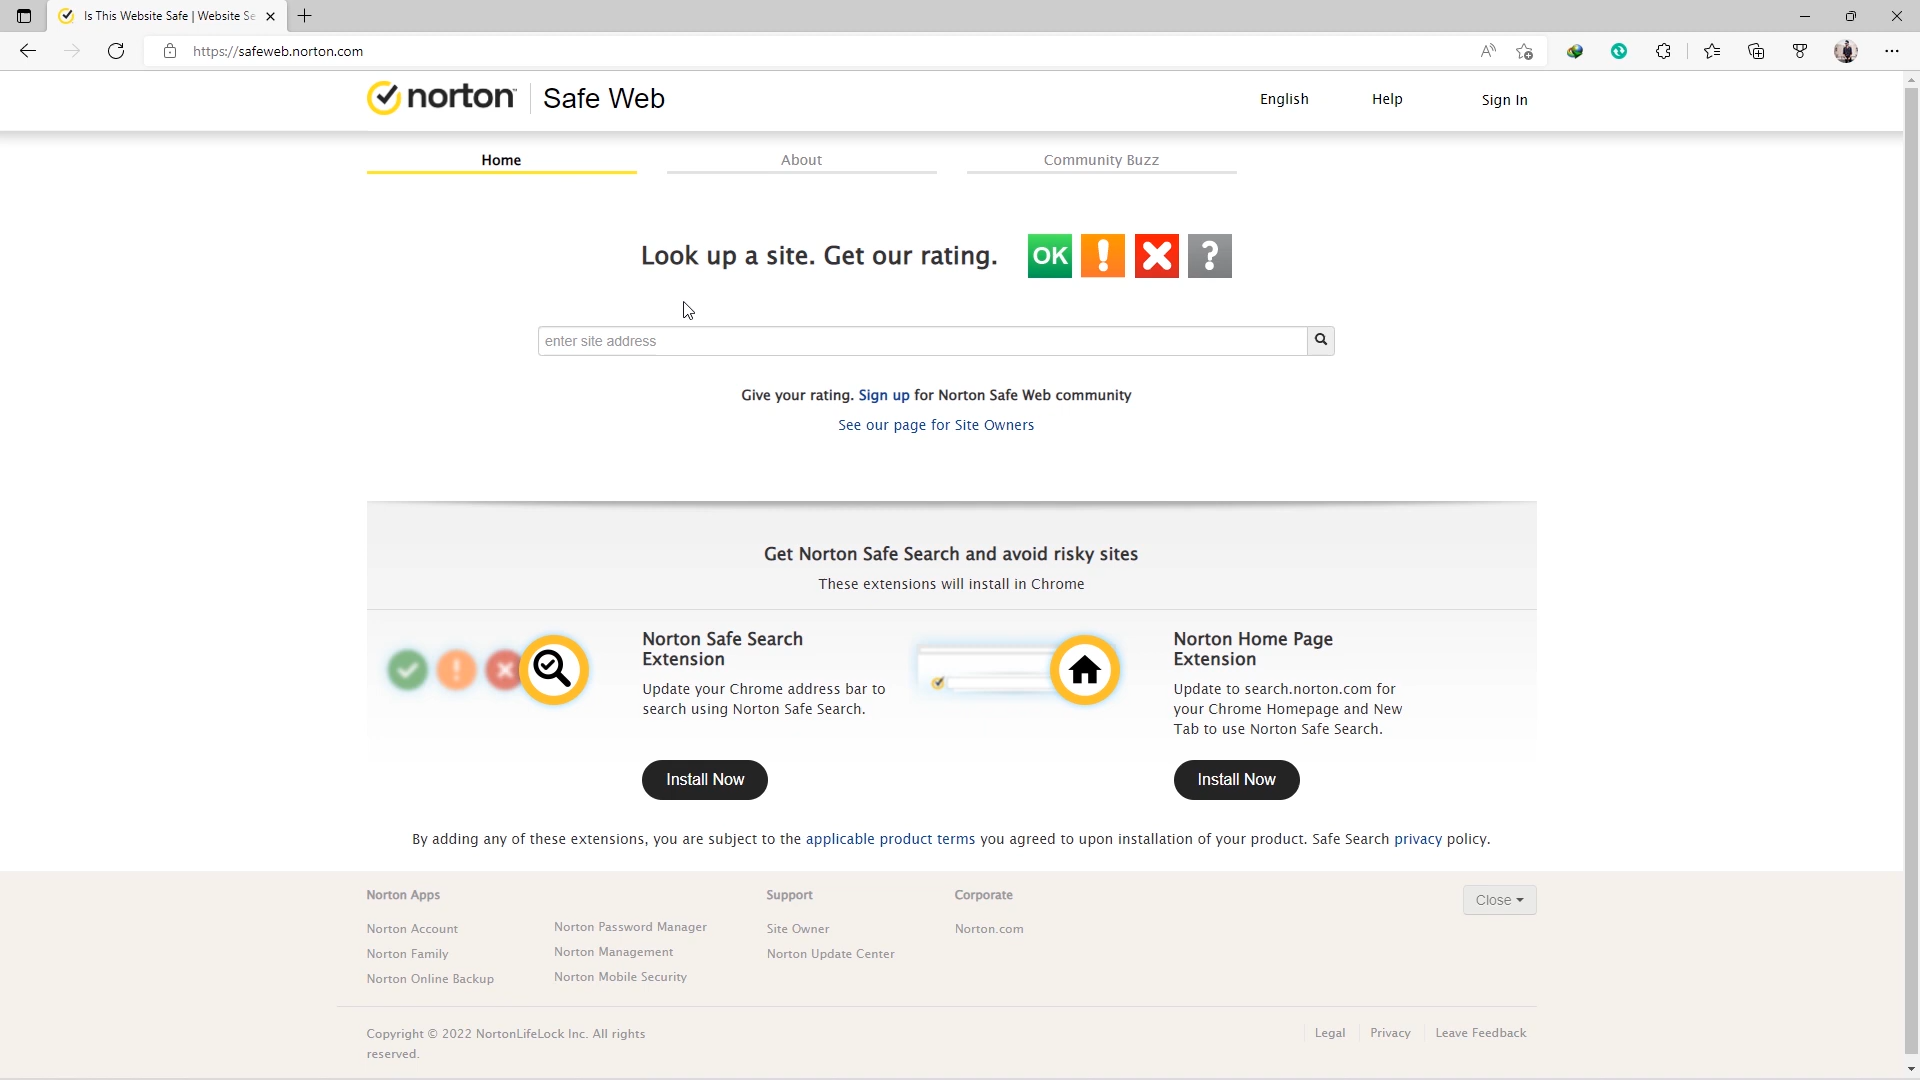 Is This Website Safe | Website Se
https://safeweb.norton.com
norton Safe Web
English Help Sign In
Home About Community Buzz
Look up a site. Get our rating. OK ! ?
enter site address
Give your rating. Sign up for Norton Safe Web community
See our page for Site Owners
Get Norton Safe Search and avoid risky sites
These extensions will install in Chrome
Norton Safe Search
Extension
Update your Chrome address bar to
search using Norton Safe Search.
Install Now
Norton Home Page
Extension
Update to search.norton.com for
your Chrome Homepage and New
Tab to use Norton Safe Search.
Install Now
By adding any of these extensions, you are subject to the applicable product terms you agreed to upon installation of your product. Safe Search privacy policy.
Norton Apps
Norton Account
Norton Family
Norton Online Backup
Norton Password Manager
Norton Management
Norton Mobile Security
Support
Site Owner
Norton Update Center
Corporate
Norton.com
Close
Copyright © 2022 NortonLifeLock Inc. All rights
reserved.
Legal Privacy Leave Feedback